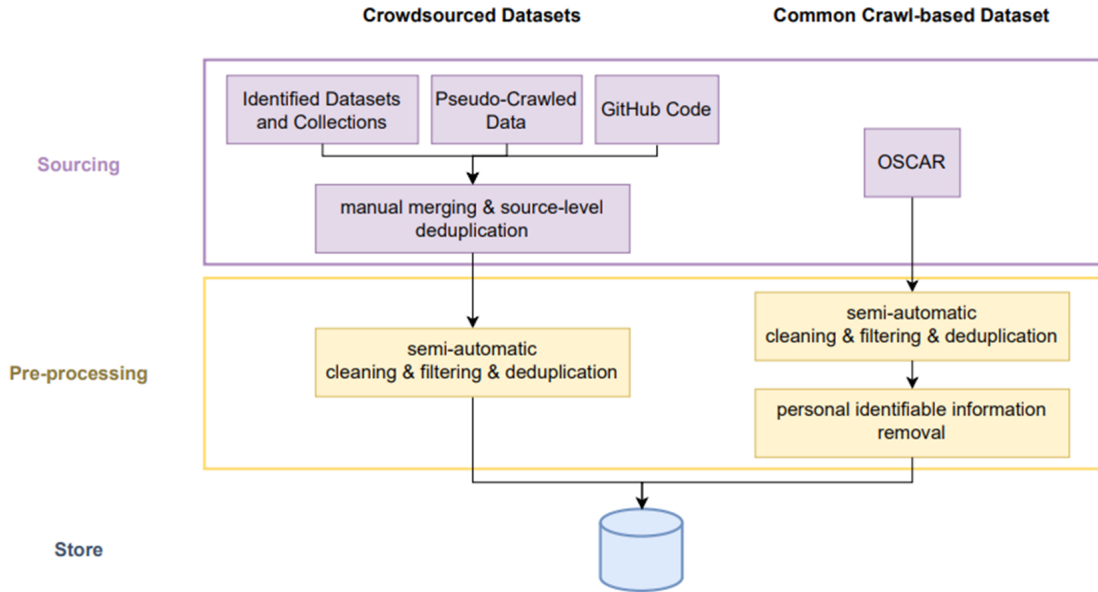 Crowdsourced Datasets
Common Crawl-based Dataset
Sourcing
Identified Datasets
and Collections
Pseudo-Crawled
Data
GitHub Code
manual merging & source-level
deduplication
OSCAR
Pre-processing
semi-automatic
cleaning & filtering & deduplication
semi-automatic
cleaning & filtering & deduplication
personal identifiable information
removal
Store